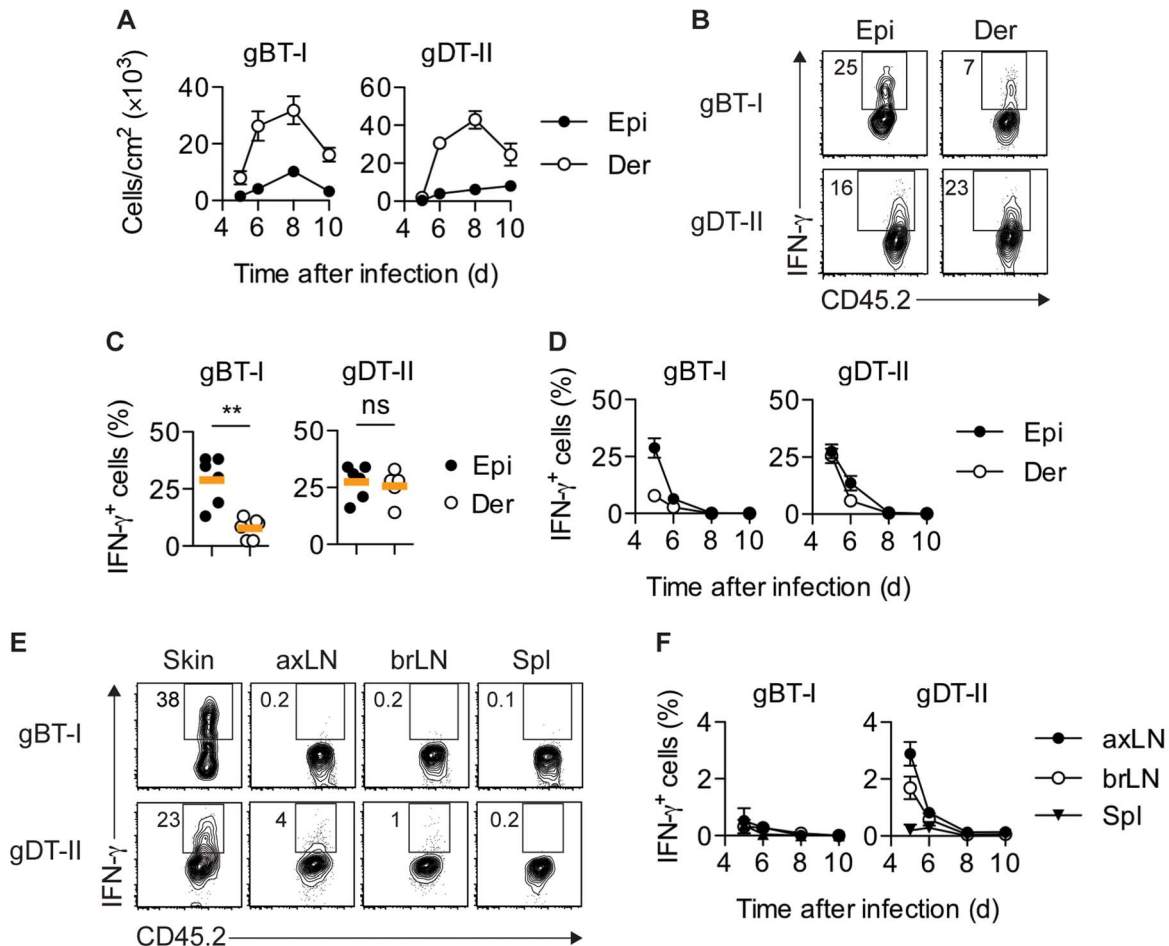 A
gBT-I
gDT-II
Cells/cm² (×10³)
40
20
0
60
40
20
0
4 6 8 10
4 6 8 10
Time after infection (d)
Epi
Der
B
Epi
Der
gBT-I
25
7
gDT-II
16
23
IFN-γ
CD45.2
C
gBT-I
gDT-II
**
ns
IFN-γ⁺ cells (%)
50
25
0
50
25
0
Epi
Der
D
gBT-I
gDT-II
IFN-γ⁺ cells (%)
50
25
0
50
25
0
4 6 8 10
4 6 8 10
Time after infection (d)
Epi
Der
E
Skin axLN brLN Spl
gBT-I
38
0.2
0.2
0.1
gDT-II
23
4
1
0.2
IFN-γ
CD45.2
F
gBT-I
gDT-II
IFN-γ⁺ cells (%)
4
2
0
4
2
0
4 6 8 10
4 6 8 10
Time after infection (d)
axLN
brLN
Spl